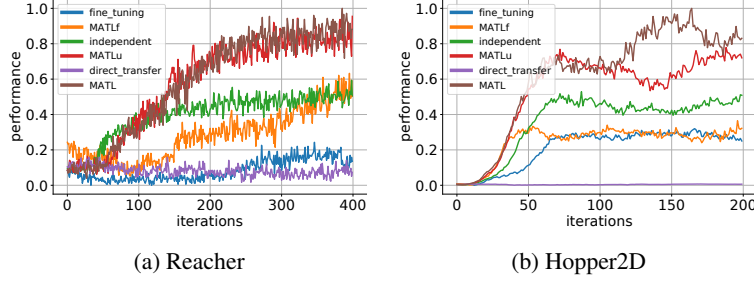 fine_tuning
MATLf
independent
MATLu
direct_transfer
MATL
performance
1.0
0.8
0.6
0.4
0.2
0.0
0 100 200 300 400
iterations
(a) Reacher
fine_tuning
MATLf
independent
MATLu
direct_transfer
MATL
performance
1.0
0.8
0.6
0.4
0.2
0.0
0 50 100 150 200
iterations
(b) Hopper2D